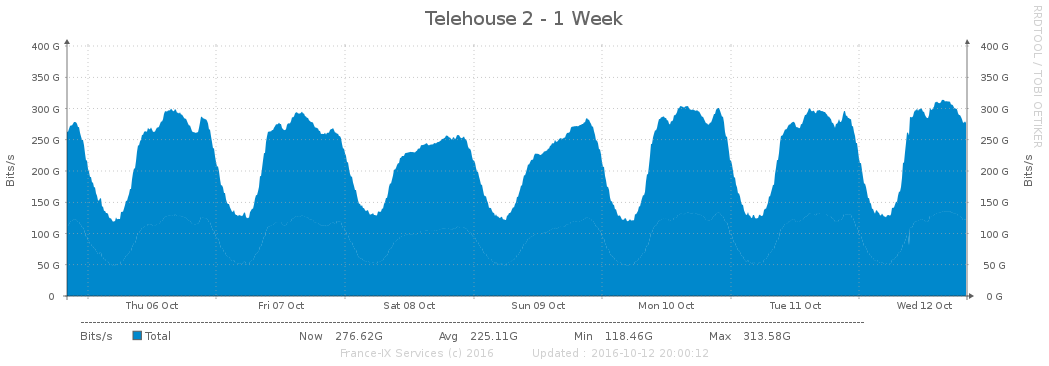 Telehouse 2 - 1 Week
RRDTOOL / TOBI OETIKER
400 G 400 G
350 G 350 G
300 G 300 G
250 G 250 G
200 G 200 G
150 G 150 G
100 G 100 G
50 G 50 G
0 0 G
Bits/s Bits/s
Thu 06 Oct Fri 07 Oct Sat 08 Oct Sun 09 Oct Mon 10 Oct Tue 11 Oct Wed 12 Oct
Bits/s Total Now 276.62G Avg 225.11G Min 118.46G Max 313.58G
France-IX Services (c) 2016 Updated : 2016-10-12 20:00:12